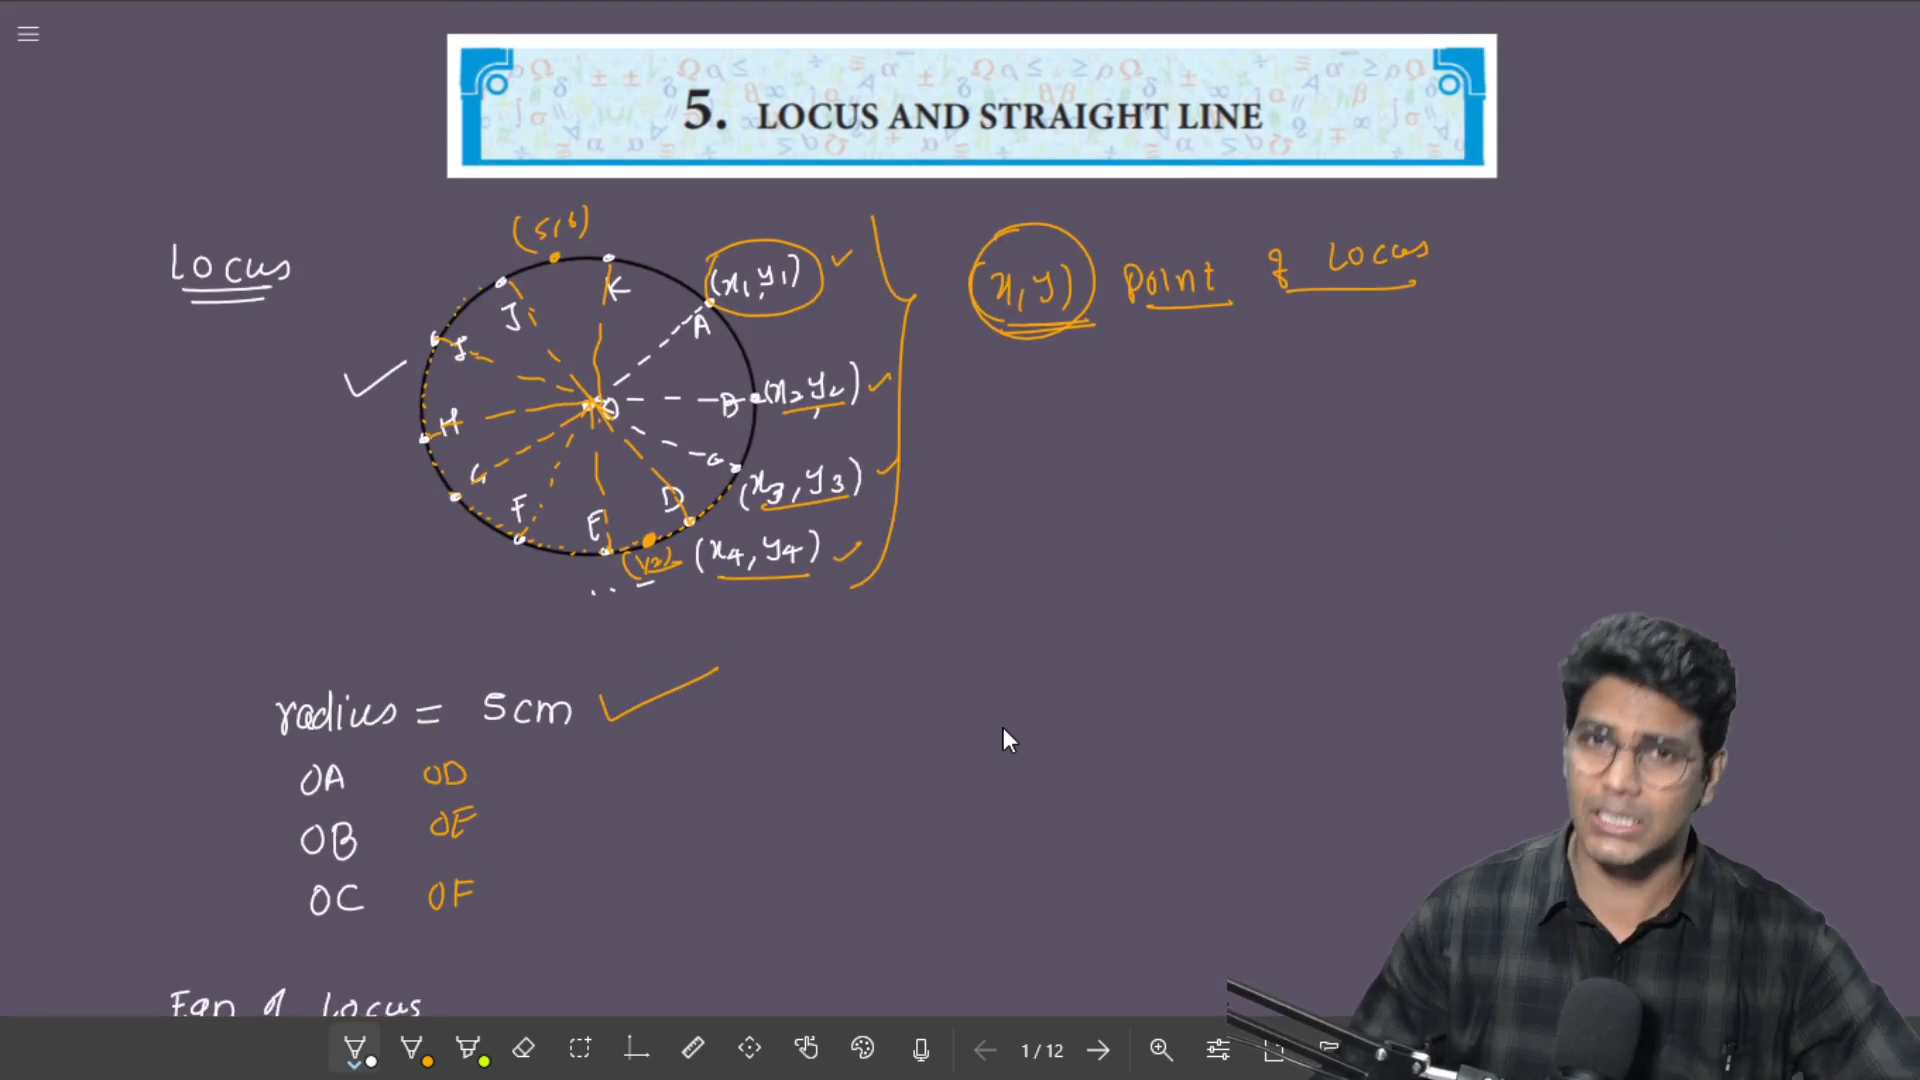 5. LOCUS AND STRAIGHT LINE
Locus
(5,6)
K
(x1, y1)
A
J
I
(x, y) Point of Locus
B
(x2, y2)
O
H
G
C
(x3, y3)
F
E
D
(x4, y4)
...
radius = 5cm
OA OD
OB OE
OC OF
Eqn of Locus
1 / 12